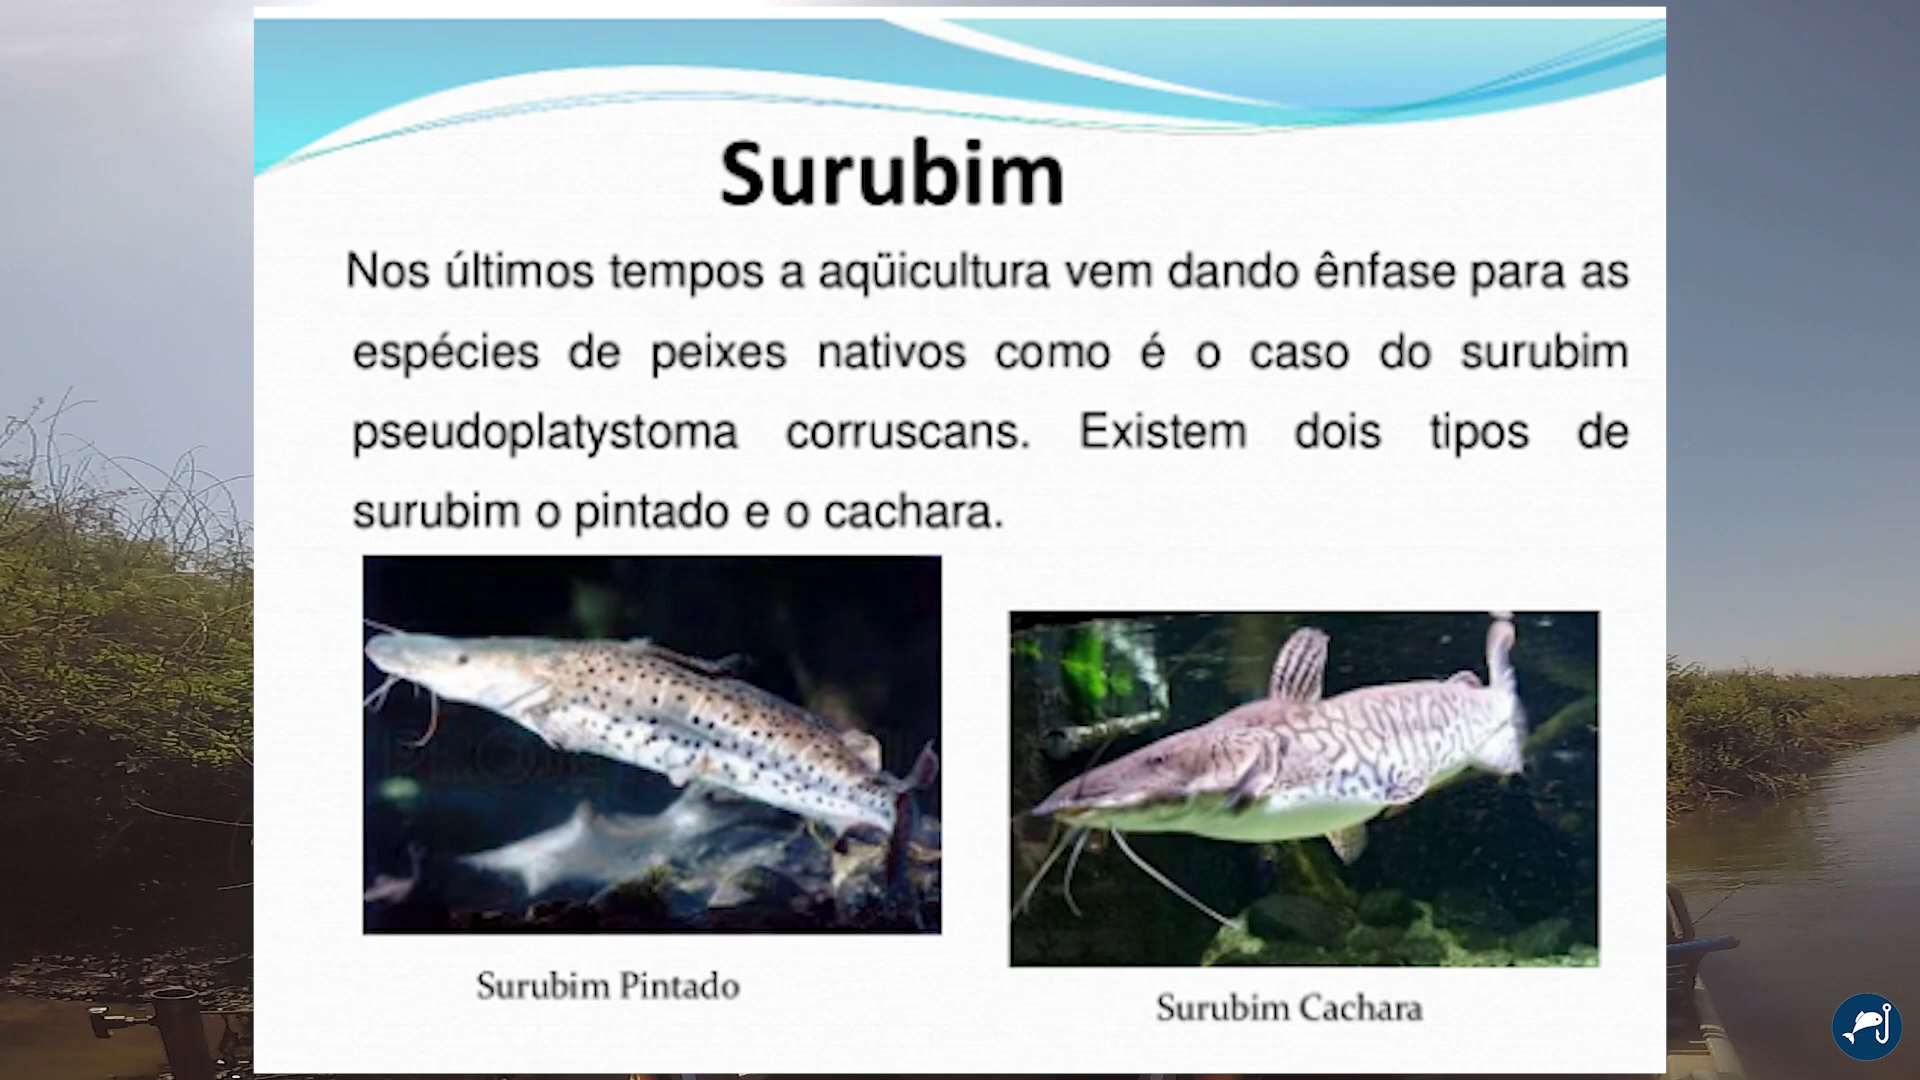 Surubim
Nos últimos tempos a aqüicultura vem dando ênfase para as
espécies de peixes nativos como é o caso do surubim
pseudoplatystoma corruscans. Existem dois tipos de
surubim o pintado e o cachara.
Surubim Pintado
Surubim Cachara